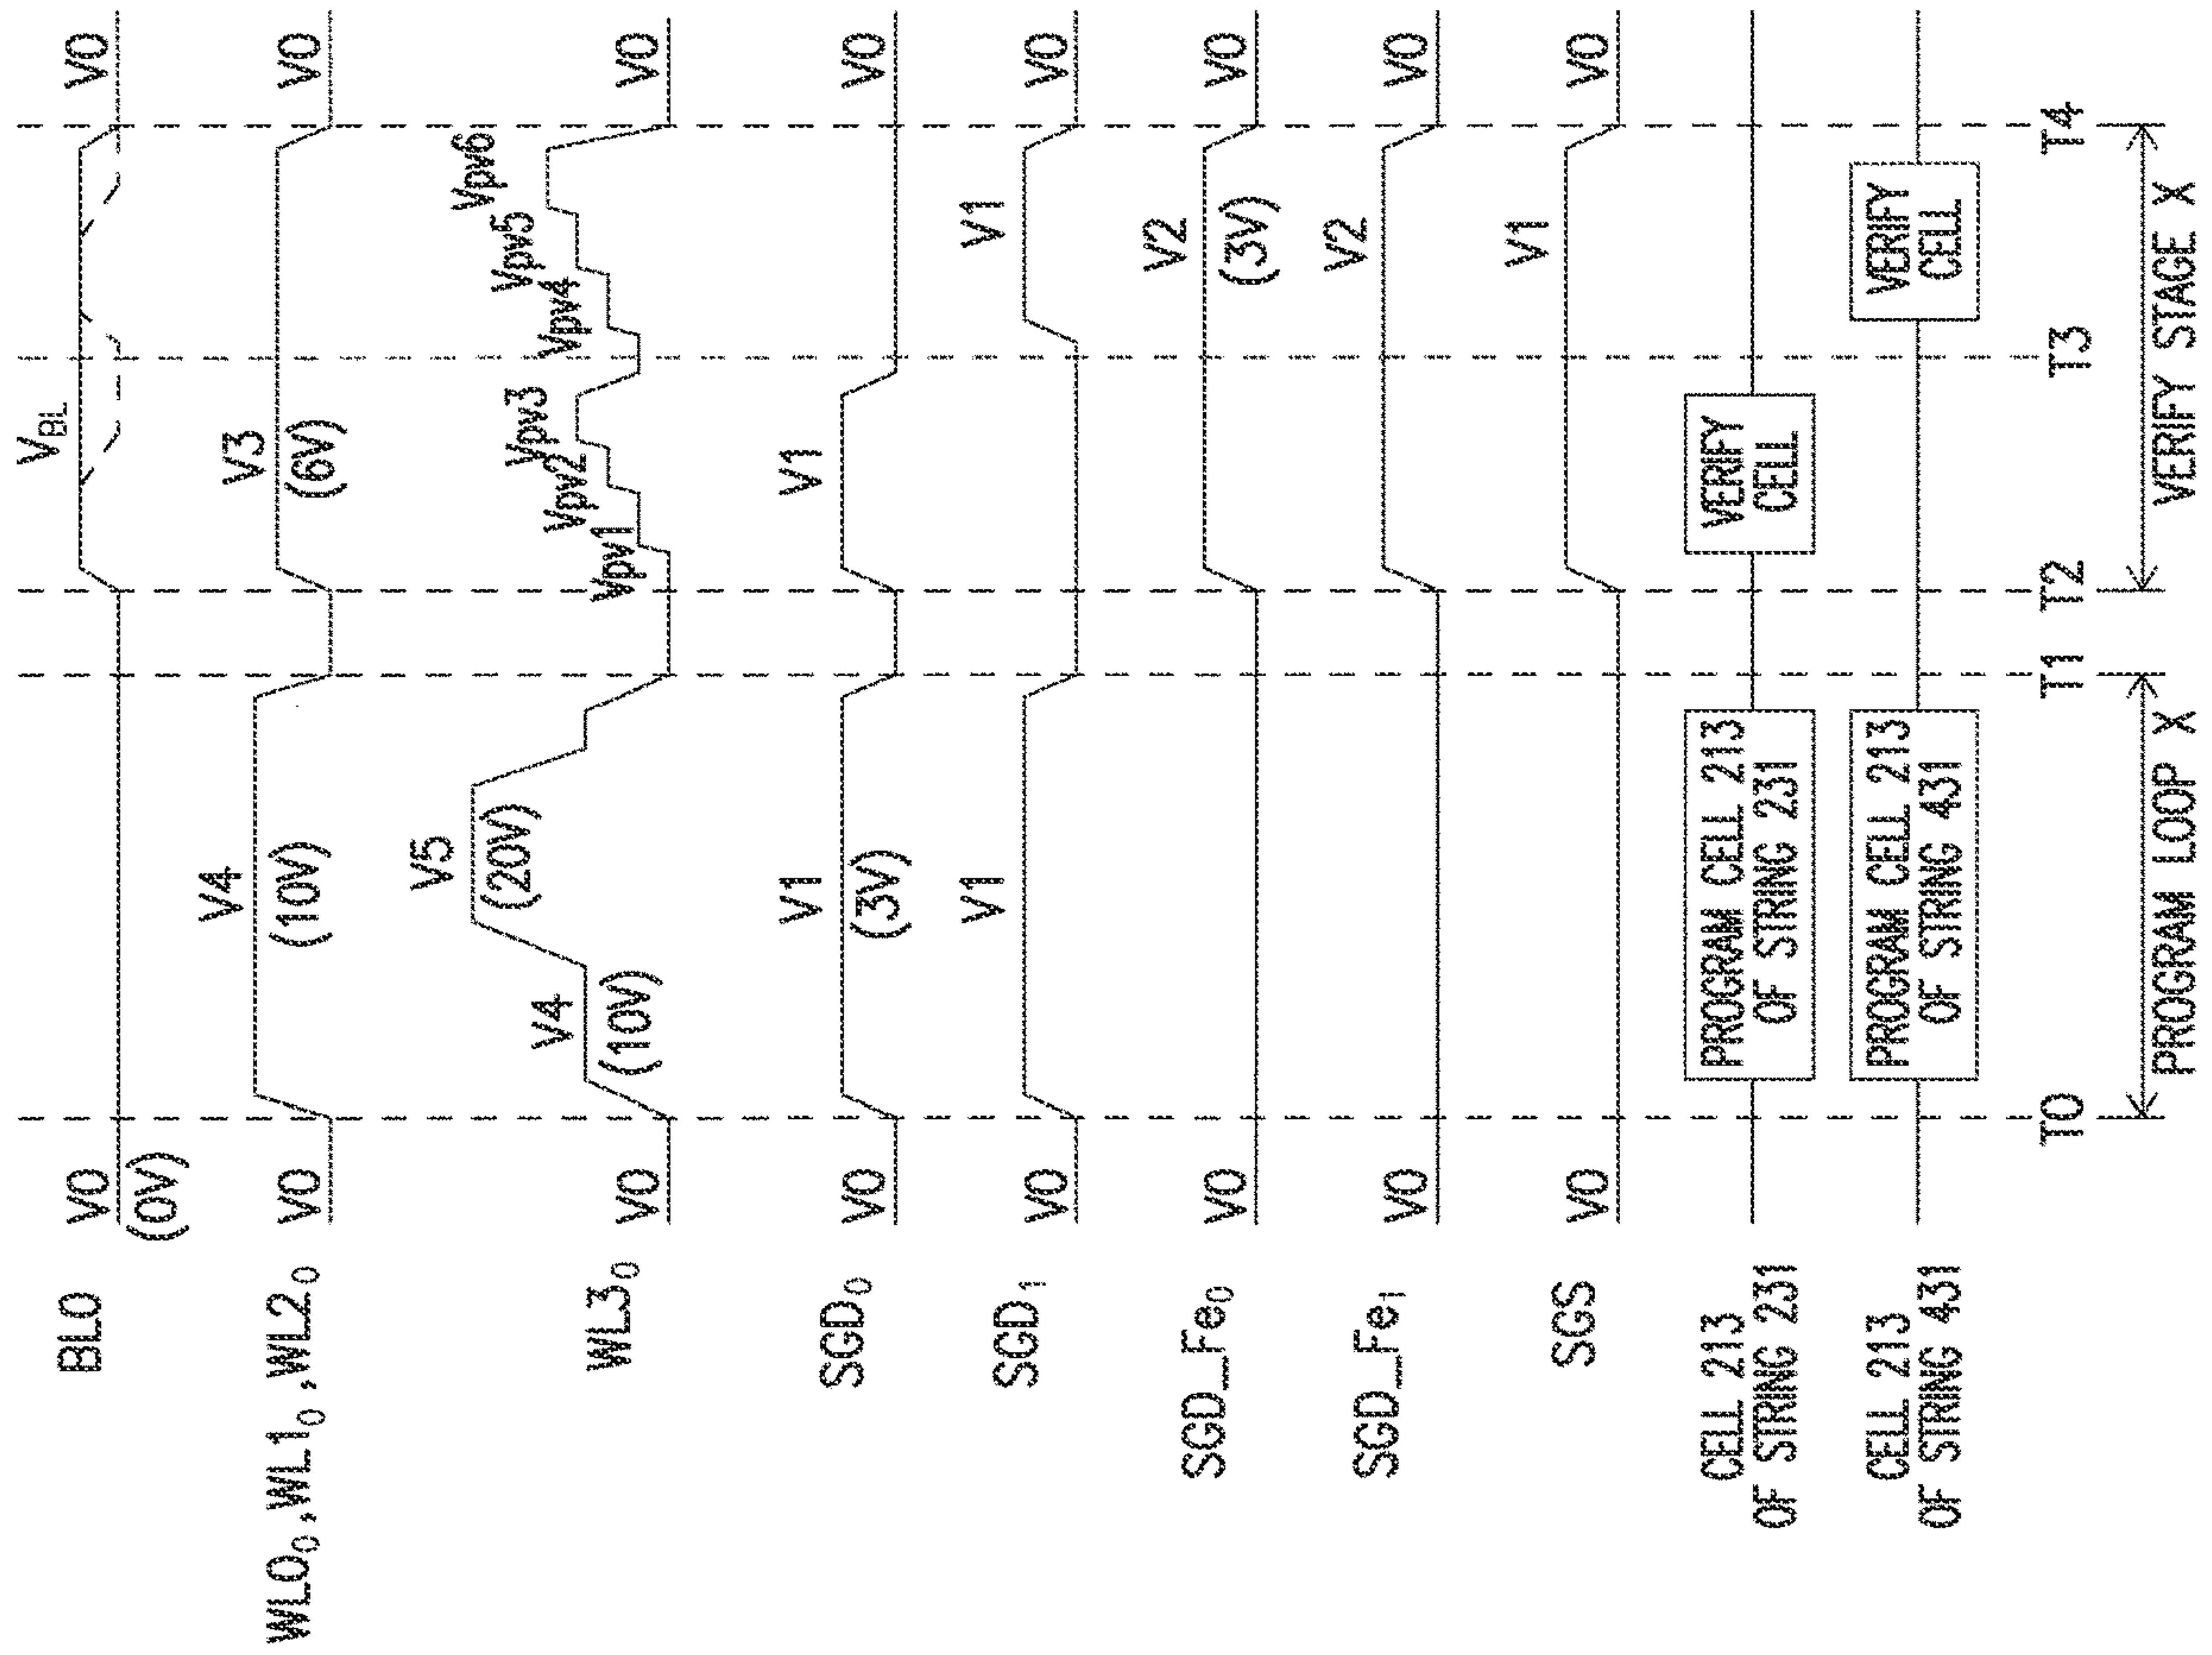 BL0 V0 VBL V0
(0V)
WL0₀,WL1₀,WL2₀ V0 V4 V3 V0
(10V) (6V)
V5 Vpv6
(20V) Vpv3 Vpv5
V4 Vpv2 Vpv4
WL3₀ V0 (10V) Vpv1 V0
SGD₀ V0 V1 V1 V0
(3V)
SGD₁ V0 V1 V1 V0
SGD_Fe₀ V0 V2 V0
(3V)
SGD_Fe₁ V0 V2 V0
SGS V0 V1 V0
CELL 213 PROGRAM CELL 213 VERIFY
OF STRING 231 OF STRING 231 CELL
CELL 213 PROGRAM CELL 213 VERIFY
OF STRING 431 OF STRING 431 CELL
T0 T1 T2 T3 T4
PROGRAM LOOP X VERIFY STAGE X